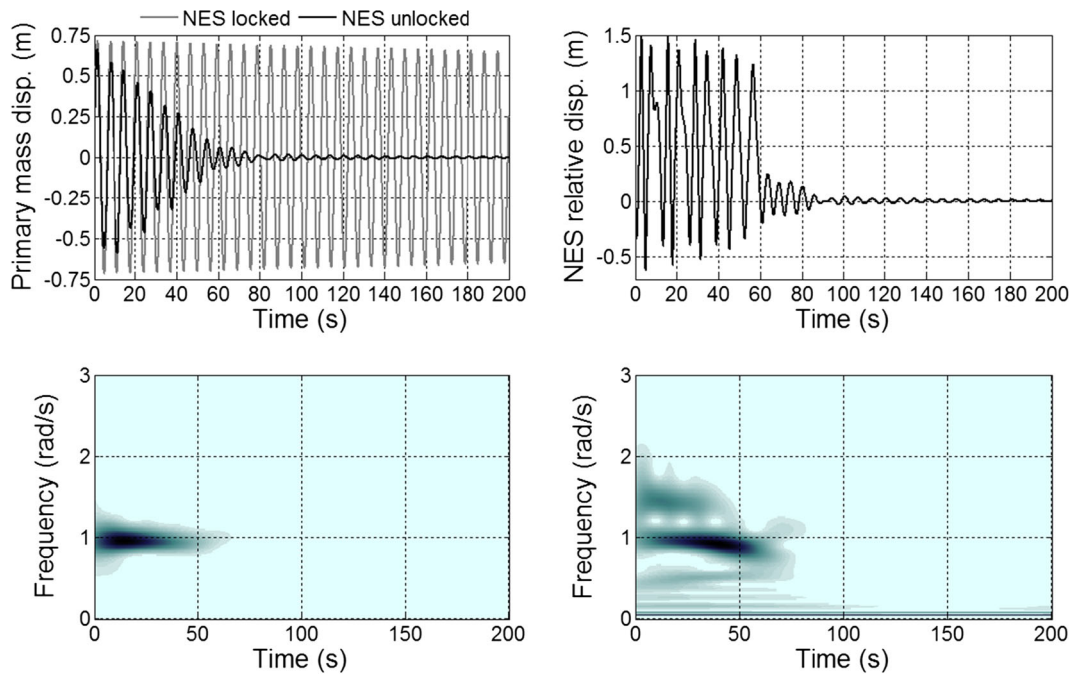 NES locked NES unlocked
Primary mass disp. (m)
0.75
0.5
0.25
0
-0.25
-0.5
-0.75
0 20 40 60 80 100 120 140 160 180 200
Time (s)
NES relative disp. (m)
1.5
1
0.5
0
-0.5
0 20 40 60 80 100 120 140 160 180 200
Time (s)
Frequency (rad/s)
3
2
1
0
0 50 100 150 200
Time (s)
Frequency (rad/s)
3
2
1
0
0 50 100 150 200
Time (s)